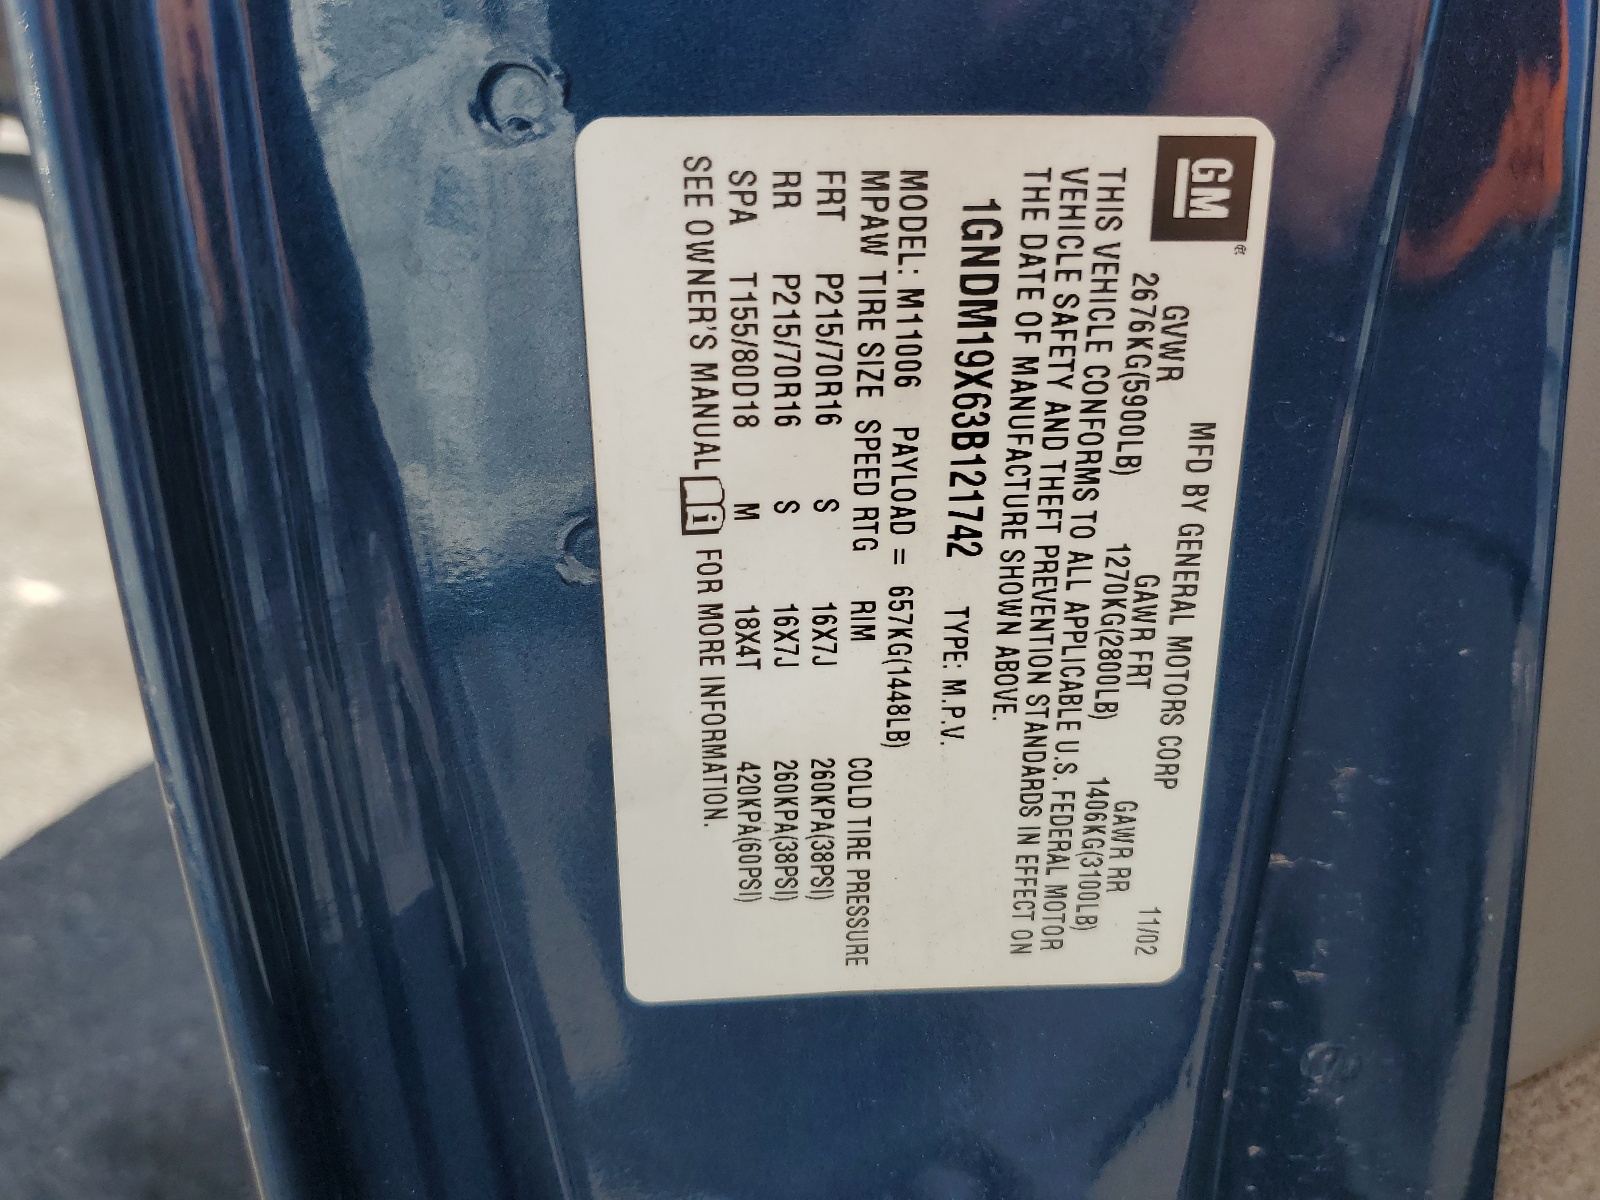 GM®
MFD BY GENERAL MOTORS CORP 11/02
GVWR GAWR FRT GAWR RR
2676KG(5900LB) 1270KG(2800LB) 1406KG(3100LB)
THIS VEHICLE CONFORMS TO ALL APPLICABLE U.S. FEDERAL MOTOR
VEHICLE SAFETY AND THEFT PREVENTION STANDARDS IN EFFECT ON
THE DATE OF MANUFACTURE SHOWN ABOVE.
1GNDM19X63B121742 TYPE: M.P.V.
MODEL: M11006 PAYLOAD = 657KG(1448LB)
MPAW TIRE SIZE SPEED RTG RIM COLD TIRE PRESSURE
FRT P215/70R16 S 16X7J 260KPA(38PSI)
RR P215/70R16 S 16X7J 260KPA(38PSI)
SPA T155/80D18 M 18X4T 420KPA(60PSI)
SEE OWNER'S MANUAL i FOR MORE INFORMATION.